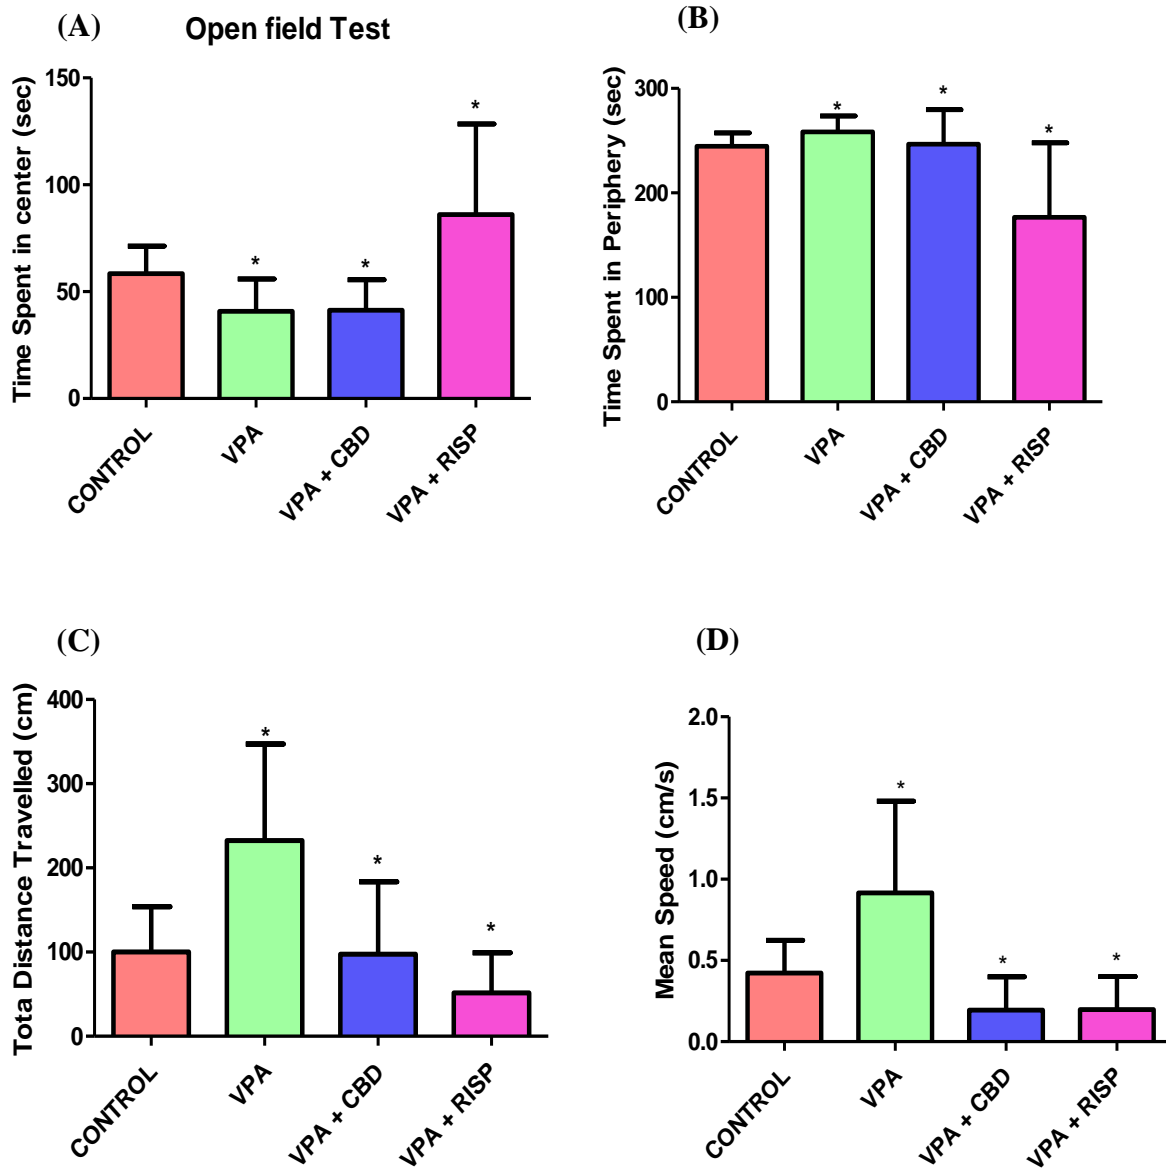 (A)
Open field Test
Time Spent in center (sec)
150
100
50
0
*
*
*
CONTROL
VPA
VPA + CBD
VPA + RISP
(B)
Time Spent in Periphery (sec)
300
200
100
0
*
*
*
CONTROL
VPA
VPA + CBD
VPA + RISP
(C)
Tota Distance Travelled (cm)
400
300
200
100
0
*
*
*
CONTROL
VPA
VPA + CBD
VPA + RISP
(D)
Mean Speed (cm/s)
2.0
1.5
1.0
0.5
0.0
*
*
*
CONTROL
VPA
VPA + CBD
VPA + RISP